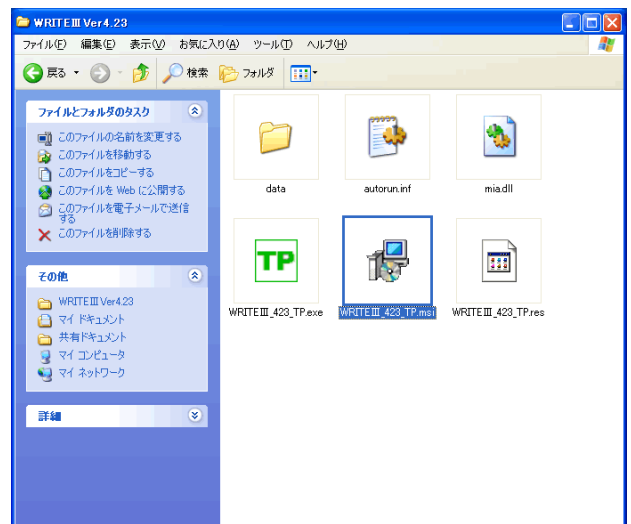 WRITEⅢ Ver4.23
ファイル(F) 編集(E) 表示(V) お気に入り(A) ツール(T) ヘルプ(H)
戻る 検索 フォルダ
ファイルとフォルダのタスク
このファイルの名前を変更する
このファイルを移動する
このファイルをコピーする
このファイルを Web に公開する
このファイルを電子メールで送信
する
このファイルを削除する
その他
WRITEⅢ Ver4.23
マイ ドキュメント
共有ドキュメント
マイ コンピュータ
マイ ネットワーク
詳細
data autorun.inf mia.dll
TP
WRITEⅢ_423_TP.exe WRITEⅢ_423_TP.msi WRITEⅢ_423_TP.res